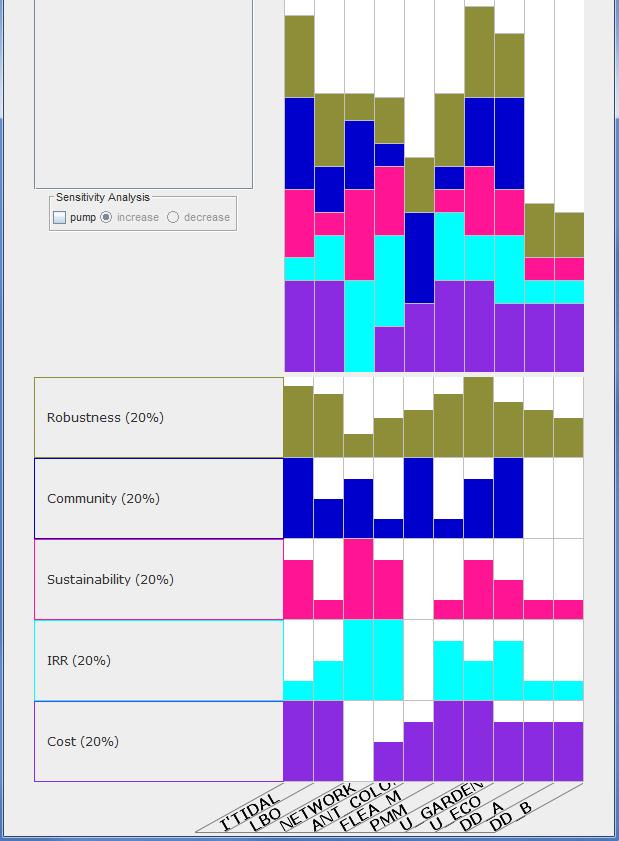 Sensitivity Analysis
pump increase decrease
Robustness (20%)
Community (20%)
Sustainability (20%)
IRR (20%)
Cost (20%)
I'TIDAL
LBO
NETWORK
ANT_COLO
FLEA_M
PMM
U_GARDEN
U_ECO
DD_A
DD_B